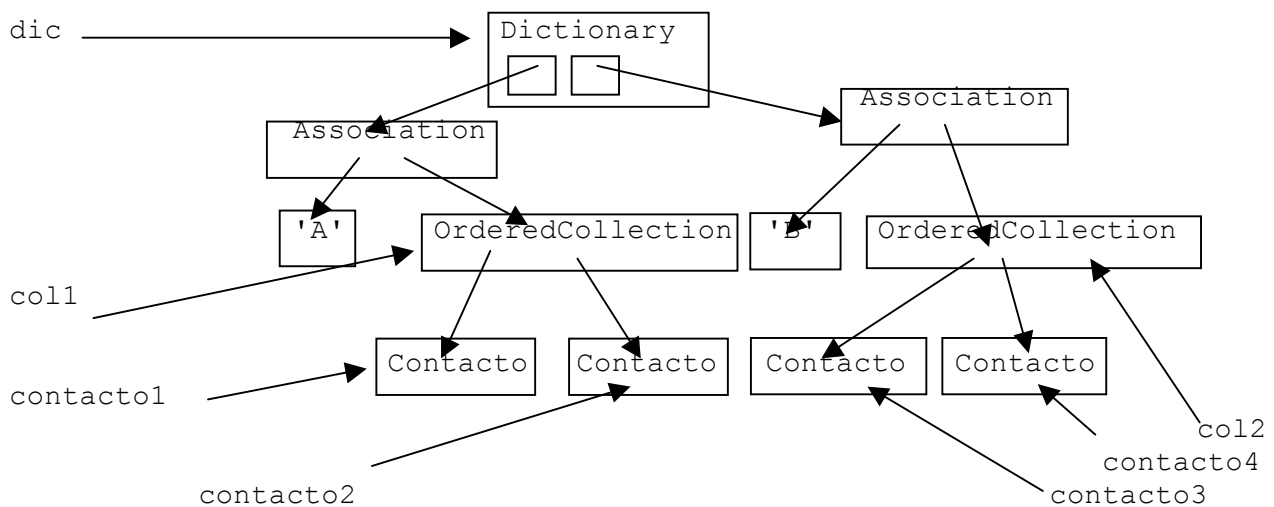 dic
Dictionary
Association
Association
'A'
OrderedCollection
'B'
OrderedCollection
col1
Contacto
Contacto
Contacto
Contacto
contacto1
col2
contacto4
contacto2
contacto3